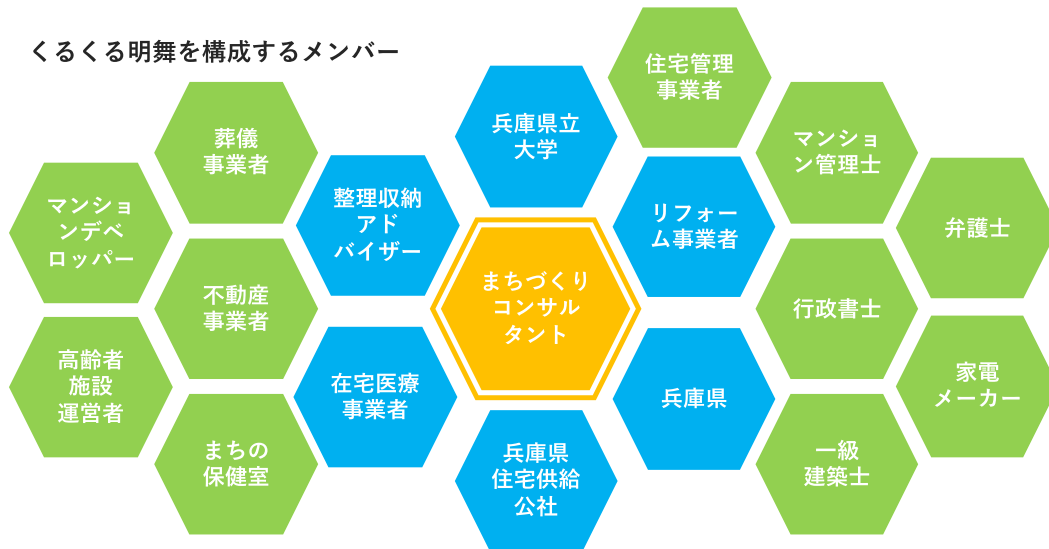 くるくる明舞を構成するメンバー
住宅管理
事業者
兵庫県立
大学
葬儀
事業者
マンショ
ン管理士
マンショ
ンデベ
ロッパー
整理収納
アド
バイザー
リフォー
ム事業者
弁護士
まちづくり
コンサル
タント
不動産
事業者
行政書士
高齢者
施設
運営者
在宅医療
事業者
兵庫県
家電
メーカー
まちの
保健室
兵庫県
住宅供給
公社
一級
建築士